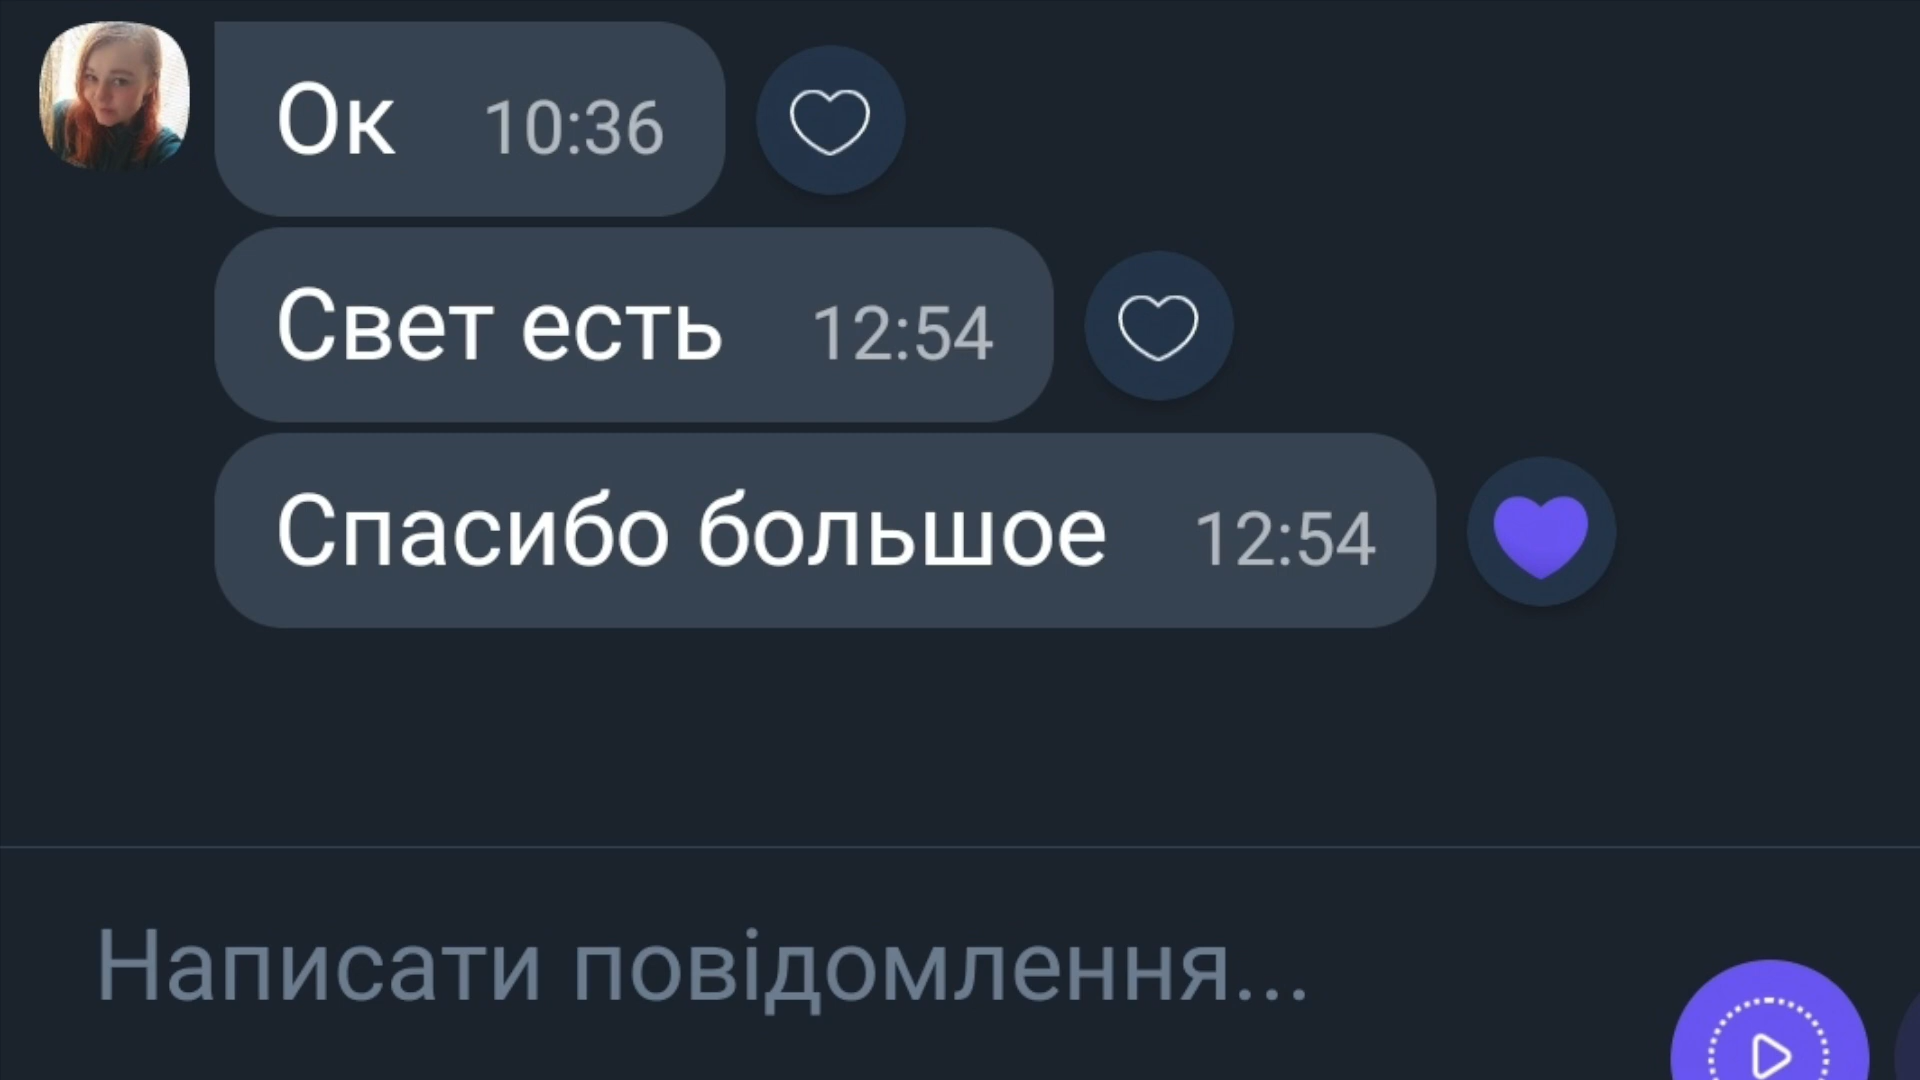 Ок 10:36
Свет есть 12:54
Спасибо большое 12:54
Написати повідомлення...